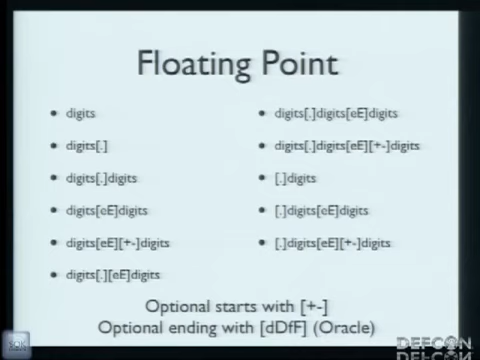 Floating Point
digits
digits[.]
digits[.]digits
digits[eE]digits
digits[eE][+-]digits
digits[.][eE]digits
digits[.]digits[eE]digits
digits[.]digits[eE][+-]digits
[.]digits
[.]digits[eE]digits
[.]digits[eE][+-]digits
Optional starts with [+-]
Optional ending with [dDfF] (Oracle)
DEFCON